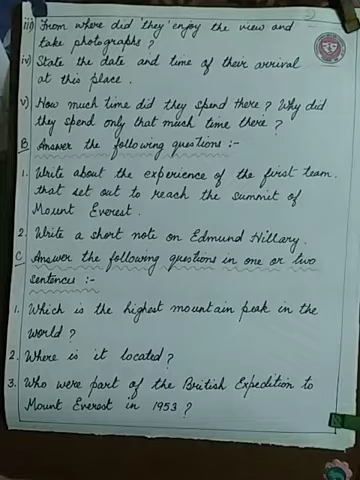 iii) From where did 'they' enjoy the view and
take photographs?
iv) State the date and time of their arrival
at this place.
v) How much time did they spend there? Why did
they spend only that much time there?
B Answer the following questions :-
1. Write about the experience of the first team
that set out to reach the summit of
Mount Everest.
2. Write a short note on Edmund Hillary.
C Answer the following questions in one or two
sentences :-
1. Which is the highest mountain peak in the
world?
2. Where is it located?
3. Who were part of the British Expedition to
Mount Everest in 1953?